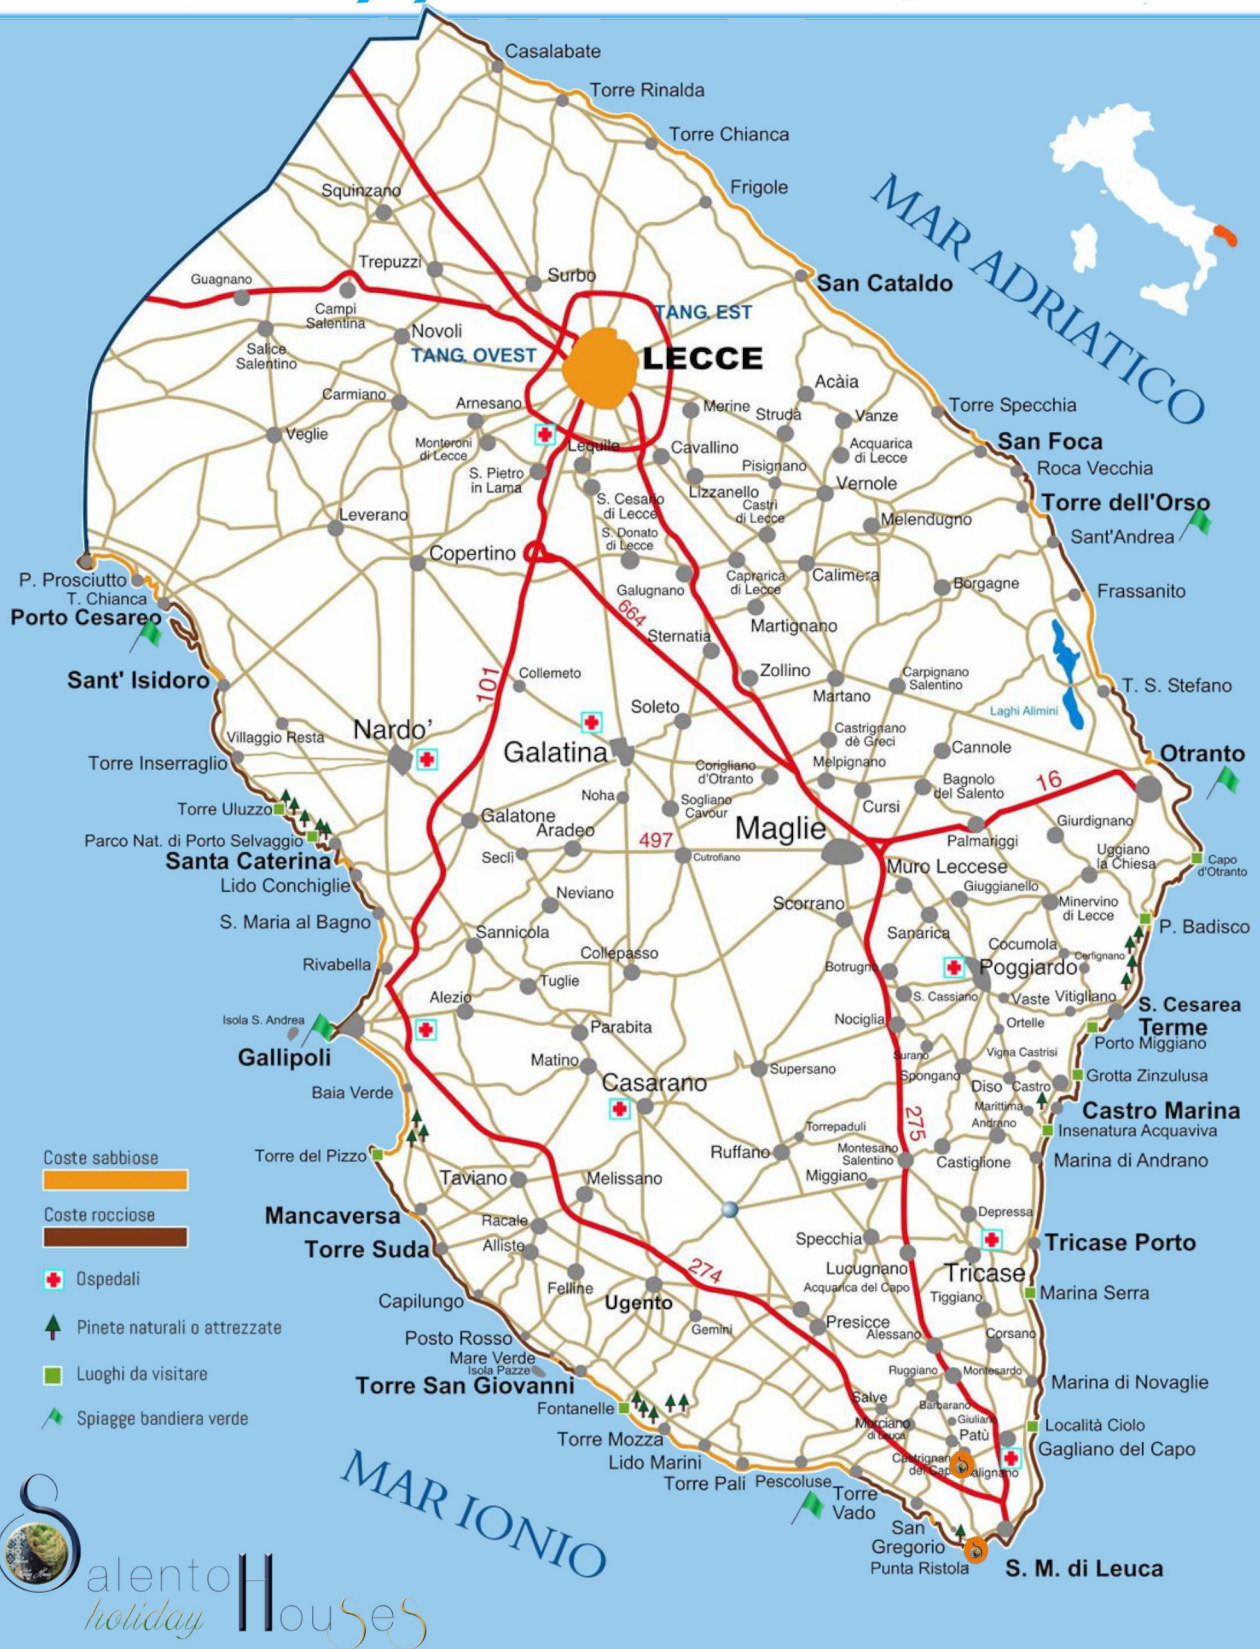 Casalabate
Torre Rinalda
Torre Chianca
Frigole
MAR ADRIATICO
Squinzano
Trepuzzi
Surbo
Guagnano
San Cataldo
Campi
Salentina
TANG. EST
Novoli
TANG. OVEST
LECCE
Salice
Salentino
Acàia
Carmiano
Arnesano
Merine
Strudà
Vanze
Torre Specchia
Veglie
Monteroni
di Lecce
Lequile
Cavallino
Acquarica
di Lecce
San Foca
Roca Vecchia
S. Pietro
in Lama
Pisignano
Lizzanello
Vernole
S. Cesario
di Lecce
Castri
di Lecce
Torre dell'Orso
Leverano
Melendugno
Sant'Andrea
S. Donato
di Lecce
Copertino
P. Prosciutto
Galugnano
Caprarica
di Lecce
Calimera
Borgagne
Frassanito
T. Chianca
Porto Cesareo
664
Martignano
Sternatia
Sant' Isidoro
101
Collemeto
Zollino
Carpignano
Salentino
T. S. Stefano
Martano
Soleto
Laghi Alimini
Nardo'
Villaggio Resta
Galatina
Castrignano
dè Greci
Cannole
Otranto
Torre Inserraglio
Corigliano
d'Otranto
Melpignano
Bagnolo
del Salento
16
Noha
Sogliano
Cavour
Cursi
Torre Uluzzo
Galatone
Aradeo
Maglie
Giurdignano
Parco Nat. di Porto Selvaggio
497
Palmariggi
Santa Caterina
Seclì
Cutrofiano
Uggiano
la Chiesa
Capo
d'Otranto
Muro Leccese
Lido Conchiglie
Neviano
Giuggianello
Scorrano
Minervino
di Lecce
S. Maria al Bagno
Sannicola
Sanarica
P. Badisco
Cocumola
Cerfignano
Rivabella
Collepasso
Botrugno
Poggiardo
Tuglie
Alezio
S. Cassiano
Vaste
Vitigliano
S. Cesarea
Terme
Isola S. Andrea
Parabita
Nociglia
Ortelle
Porto Miggiano
Gallipoli
Matino
Surano
Vigna Castrisi
Supersano
Spongano
Grotta Zinzulusa
Casarano
Diso
Castro
Baia Verde
Marittima
Castro Marina
Andrano
275
Torrepaduli
Insenatura Acquaviva
Torre del Pizzo
Ruffano
Montesano
Salentino
Castiglione
Marina di Andrano
Coste sabbiose
Taviano
Melissano
Miggiano
Coste rocciose
Mancaversa
Racale
Depressa
Torre Suda
Alliste
Specchia
Tricase Porto
Ospedali
274
Lucugnano
Tricase
Felline
Acquarica del Capo
Tiggiano
Marina Serra
Capilungo
Ugento
Pinete naturali o attrezzate
Gemini
Presicce
Alessano
Corsano
Posto Rosso
Mare Verde
Isola Pazze
Ruggiano
Montesardo
Luoghi da visitare
Torre San Giovanni
Marina di Novaglie
Salve
Barbarano
Fontanelle
Morciano
di Leuca
Giuliano
Località Ciolo
Spiagge bandiera verde
Patù
Torre Mozza
Gagliano del Capo
Lido Marini
Castrignano
del Capo
alignano
Torre Pali
Pescoluse
Torre
Vado
MAR IONIO
San
Gregorio
Punta Ristola
S. M. di Leuca
Salento
holiday Houses